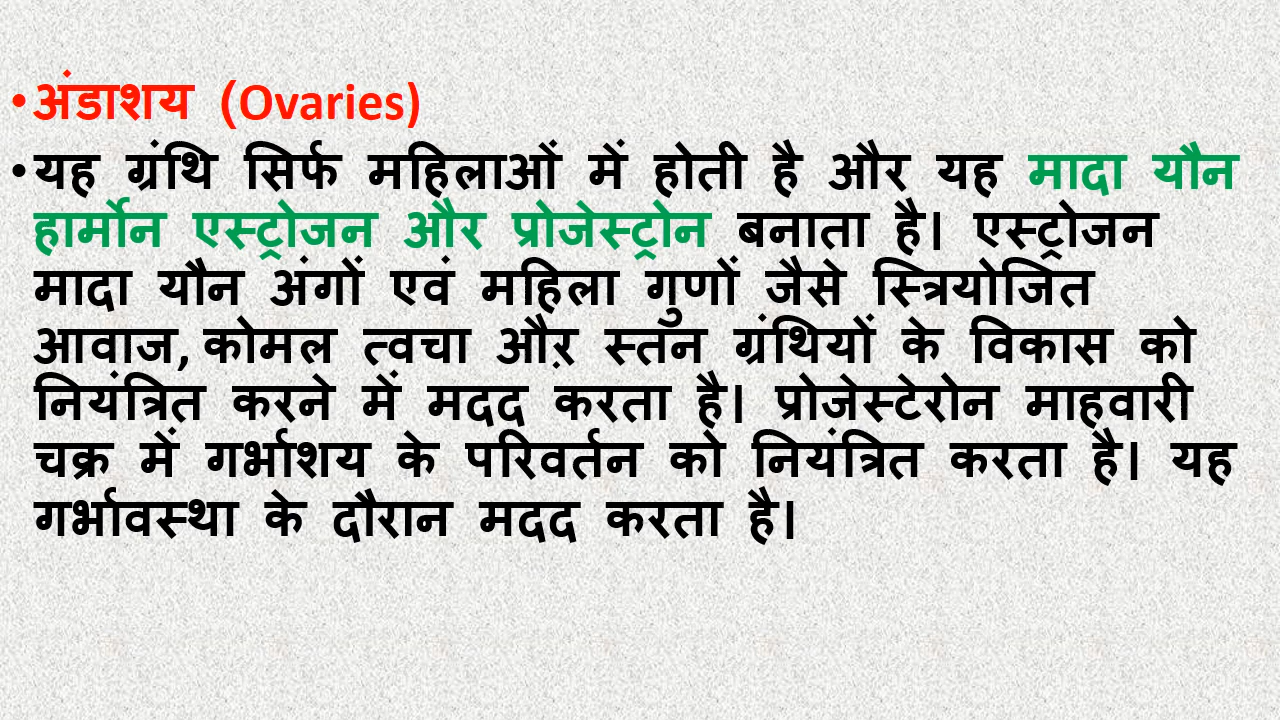 •अंडाशय (Ovaries)
•यह ग्रंथि सिर्फ महिलाओं में होती है और यह मादा यौन
हार्मोन एस्ट्रोजन और प्रोजेस्ट्रोन बनाता है। एस्ट्रोजन
मादा यौन अंगों एवं महिला गुणों जैसे स्त्रियोजित
आवाज, कोमल त्वचा औऱ स्तन ग्रंथियों के विकास को
नियंत्रित करने में मदद करता है। प्रोजेस्टेरोन माहवारी
चक्र में गर्भाशय के परिवर्तन को नियंत्रित करता है। यह
गर्भावस्था के दौरान मदद करता है।